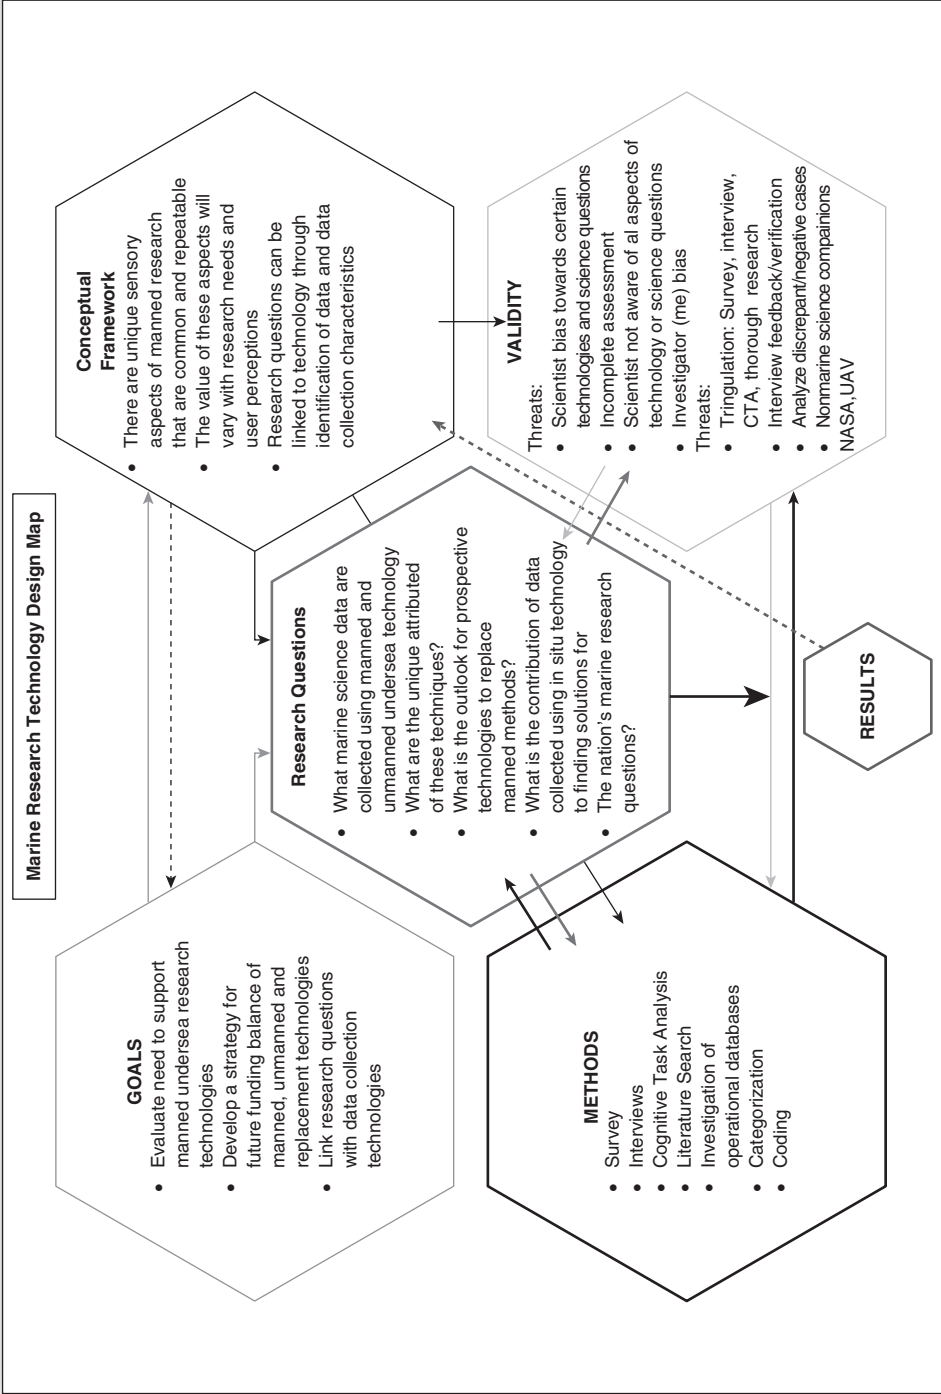 Marine Research Technology Design Map
GOALS
• Evaluate need to support
manned undersea research
technologies
• Develop a strategy for
future funding balance of
manned, unmanned and
replacement technologies
• Link research questions
with data collection
technologies
Conceptual
Framework
• There are unique sensory
aspects of manned research
that are common and repeatable
• The value of these aspects will
vary with research needs and
user perceptions
• Research questions can be
linked to technology through
identification of data and data
collection characteristics
Research Questions
• What marine science data are
collected using manned and
unmanned undersea technology
• What are the unique attributed
of these techniques?
• What is the outlook for prospective
technologies to replace
manned methods?
• What is the contribution of data
collected using in situ technology
to finding solutions for
• The nation's marine research
questions?
METHODS
• Survey
• Interviews
• Cognitive Task Analysis
• Literature Search
• Investigation of
operational databases
• Categorization
• Coding
VALIDITY
Threats:
• Scientist bias towards certain
technologies and science questions
• Incomplete assessment
• Scientist not aware of al aspects of
technology or science questions
• Investigator (me) bias
Threats:
• Tringulation: Survey, interview,
CTA, thorough research
• Interview feedback/verification
• Analyze discrepant/negative cases
• Nonmarine science companions
NASA,UAV
RESULTS